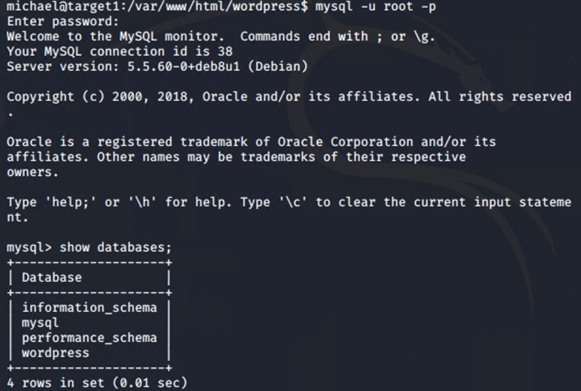 michael@target1:/var/www/html/wordpress$ mysql -u root -p
Enter password:
Welcome to the MySQL monitor.  Commands end with ; or \g.
Your MySQL connection id is 38
Server version: 5.5.60-0+deb8u1 (Debian)

Copyright (c) 2000, 2018, Oracle and/or its affiliates. All rights reserved
.

Oracle is a registered trademark of Oracle Corporation and/or its
affiliates. Other names may be trademarks of their respective
owners.

Type 'help;' or '\h' for help. Type '\c' to clear the current input stateme
nt.

mysql> show databases;
+--------------------+
| Database           |
+--------------------+
| information_schema |
| mysql              |
| performance_schema |
| wordpress          |
+--------------------+
4 rows in set (0.01 sec)